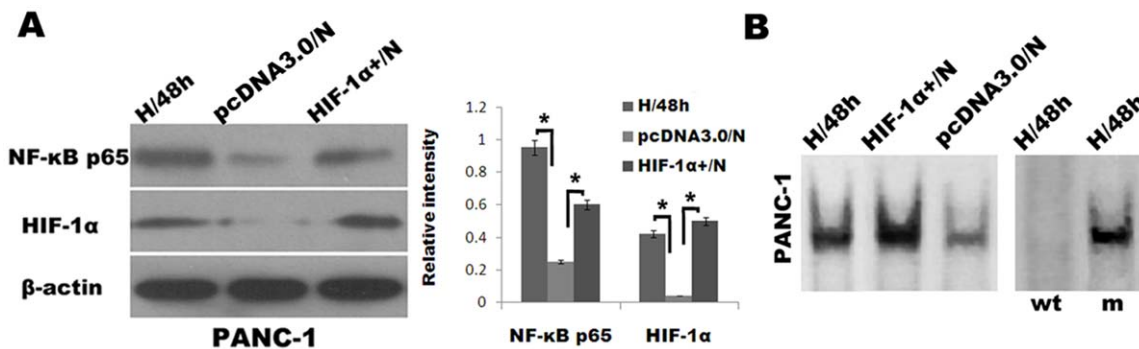 A
H/48h
pcDNA3.0/N
HIF-1α+/N
NF-κB p65
HIF-1α
β-actin
PANC-1
Relative intensity
1.2
1
0.8
0.6
0.4
0.2
0
* * * *
H/48h
pcDNA3.0/N
HIF-1α+/N
NF-κB p65 HIF-1α
B
H/48h
HIF-1α+/N
pcDNA3.0/N
H/48h
H/48h
PANC-1
wt m